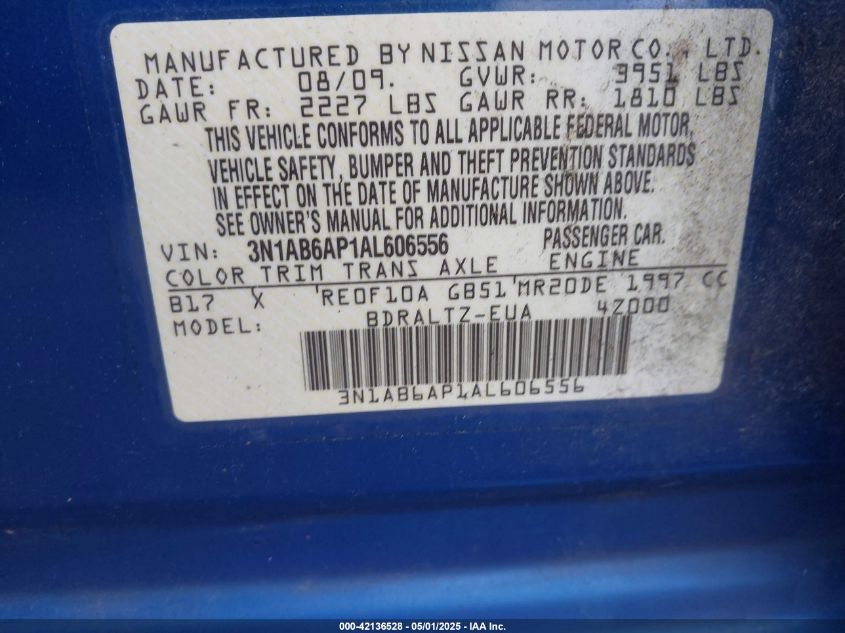 MANUFACTURED BY NISSAN MOTOR CO., LTD.
DATE: 08/09. GVWR: 3951 LBS
GAWR FR: 2227 LBS GAWR RR: 1810 LBS
THIS VEHICLE CONFORMS TO ALL APPLICABLE FEDERAL MOTOR
VEHICLE SAFETY, BUMPER AND THEFT PREVENTION STANDARDS
IN EFFECT ON THE DATE OF MANUFACTURE SHOWN ABOVE.
SEE OWNER'S MANUAL FOR ADDITIONAL INFORMATION.
VIN: 3N1AB6AP1AL606556 PASSENGER CAR.
COLOR TRIM TRANS AXLE ENGINE
B17 X RE0F10A GB51 MR20DE 1997 CC
MODEL: BDRALTZ-EUA 4Z000
3N1AB6AP1AL606556
000-42136528 - 05/01/2025 - IAA Inc.